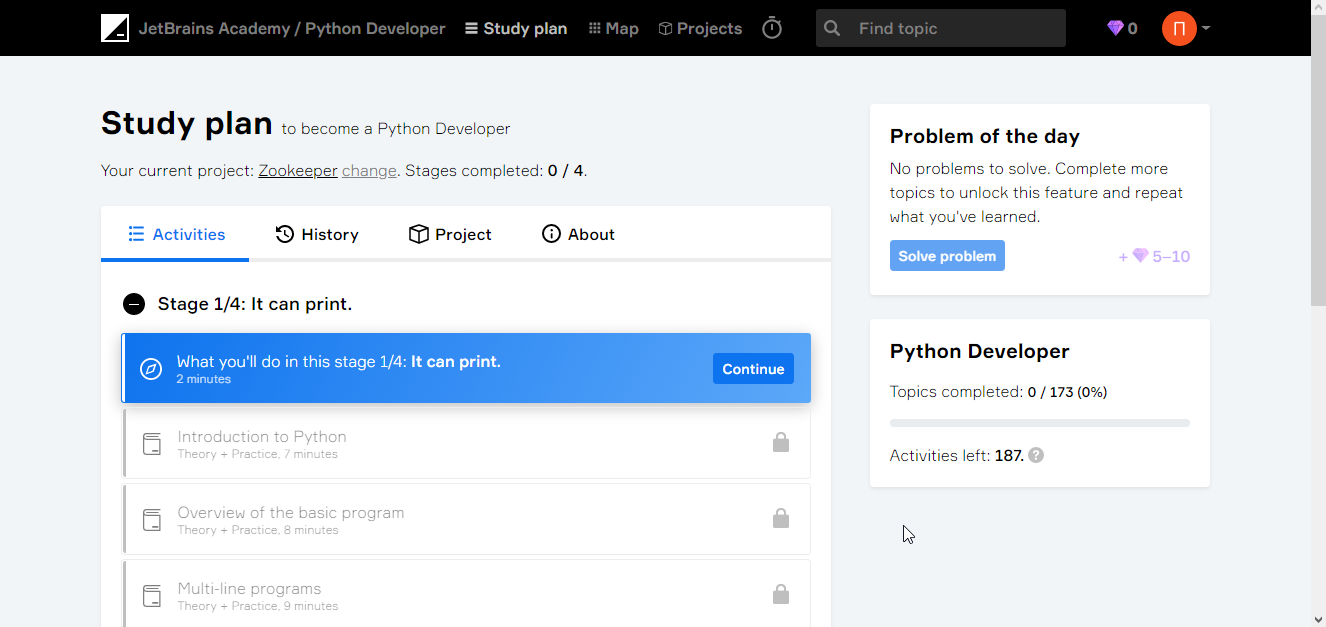 JetBrains Academy / Python Developer Study plan Map Projects Find topic 0 П
Study plan to become a Python Developer
Your current project: Zookeeper change. Stages completed: 0 / 4.
Activities History Project About
Stage 1/4: It can print.
What you'll do in this stage 1/4: It can print.
2 minutes
Continue
Introduction to Python
Theory + Practice, 7 minutes
Overview of the basic program
Theory + Practice, 8 minutes
Multi-line programs
Theory + Practice, 9 minutes
Problem of the day
No problems to solve. Complete more
topics to unlock this feature and repeat
what you've learned.
Solve problem + 5–10
Python Developer
Topics completed: 0 / 173 (0%)
Activities left: 187. ?